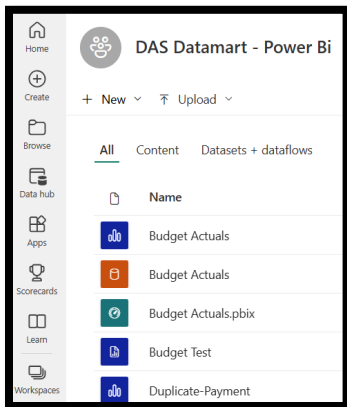 Home
Create
Browse
Data hub
Apps
Scorecards
Learn
Workspaces
DAS Datamart - Power Bi
+ New Upload
All Content Datasets + dataflows
Name
Budget Actuals
Budget Actuals
Budget Actuals.pbix
Budget Test
Duplicate-Payment